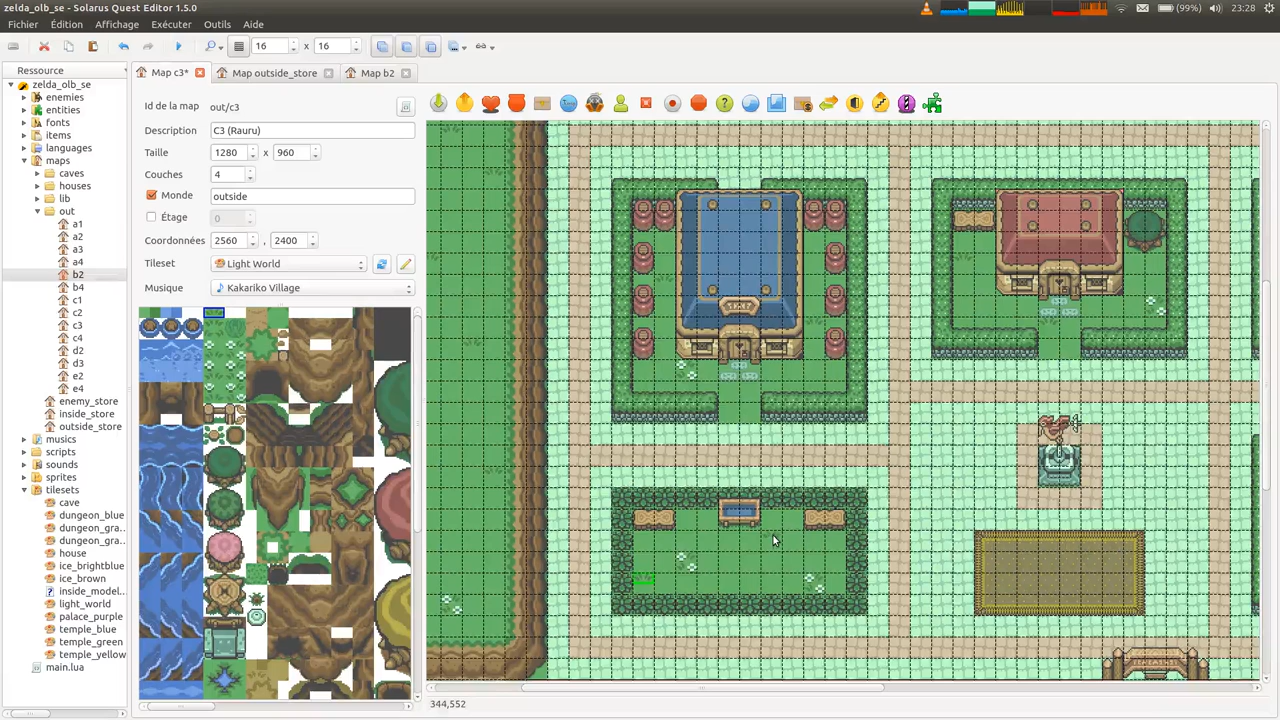 zelda_olb_se - Solarus Quest Editor 1.5.0
(99%)
23:28
Fichier Édition Affichage Exécuter Outils Aide
16 x 16
Ressource
zelda_olb_se
enemies
entities
fonts
items
languages
maps
caves
houses
lib
out
a1
a2
a3
a4
b2
b4
c1
c2
c3
c4
d2
d3
e2
e4
enemy_store
inside_store
outside_store
musics
scripts
sounds
sprites
tilesets
cave
dungeon_blue
dungeon_gra...
dungeon_gr...
house
ice_brightblue
ice_brown
inside_model...
light_world
palace_purple
temple_blue
temple_green
temple_yellow
main.lua
Map c3*
Map outside_store
Map b2
Id de la map out/c3
Description C3 (Rauru)
Taille 1280 x 960
Couches 4
Monde outside
Étage 0
Coordonnées 2560 , 2400
Tileset Light World
Musique Kakariko Village
344,552